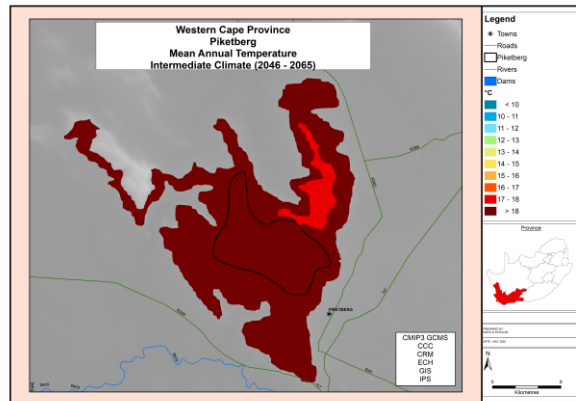 Western Cape Province
Piketberg
Mean Annual Temperature
Intermediate Climate (2046 - 2065)
Legend
Towns
Roads
Piketberg
Rivers
Dams
°C
< 10
10 - 11
11 - 12
12 - 13
13 - 14
14 - 15
15 - 16
16 - 17
17 - 18
> 18
Province
PIKETBERG
CMIP3 GCMS
CCC
CRM
ECH
GIS
IPS
N
Kilometres